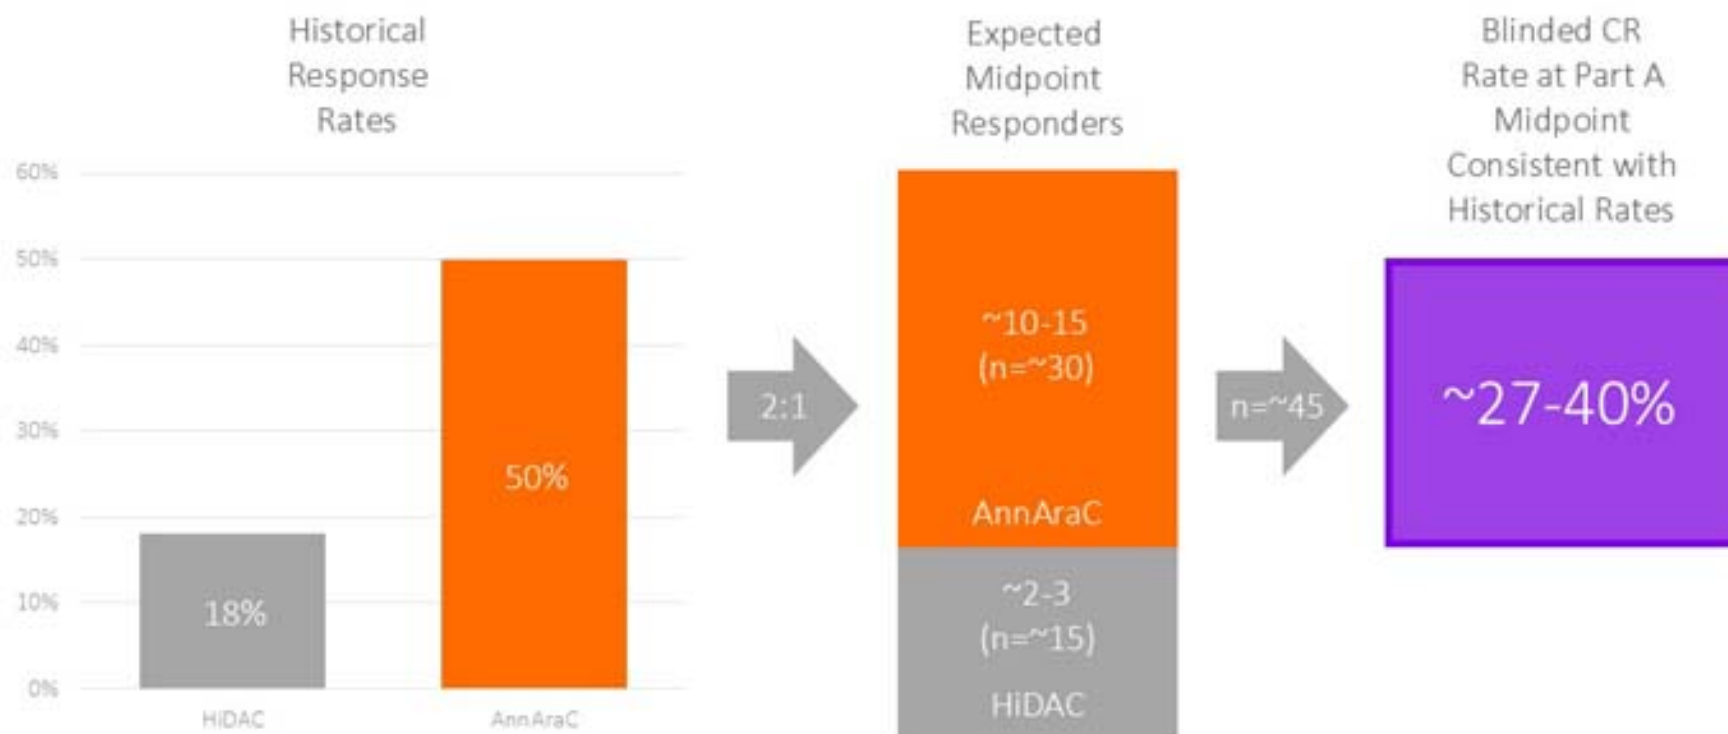 Historical
Response
Rates
60%
50%
40%
30%
20%
10%
0%
18%
50%
HiDAC
AnnAraC
2:1
Expected
Midpoint
Responders
~10-15
(n=~30)
AnnAraC
~2-3
(n=~15)
HiDAC
n=~45
Blinded CR
Rate at Part A
Midpoint
Consistent with
Historical Rates
~27-40%